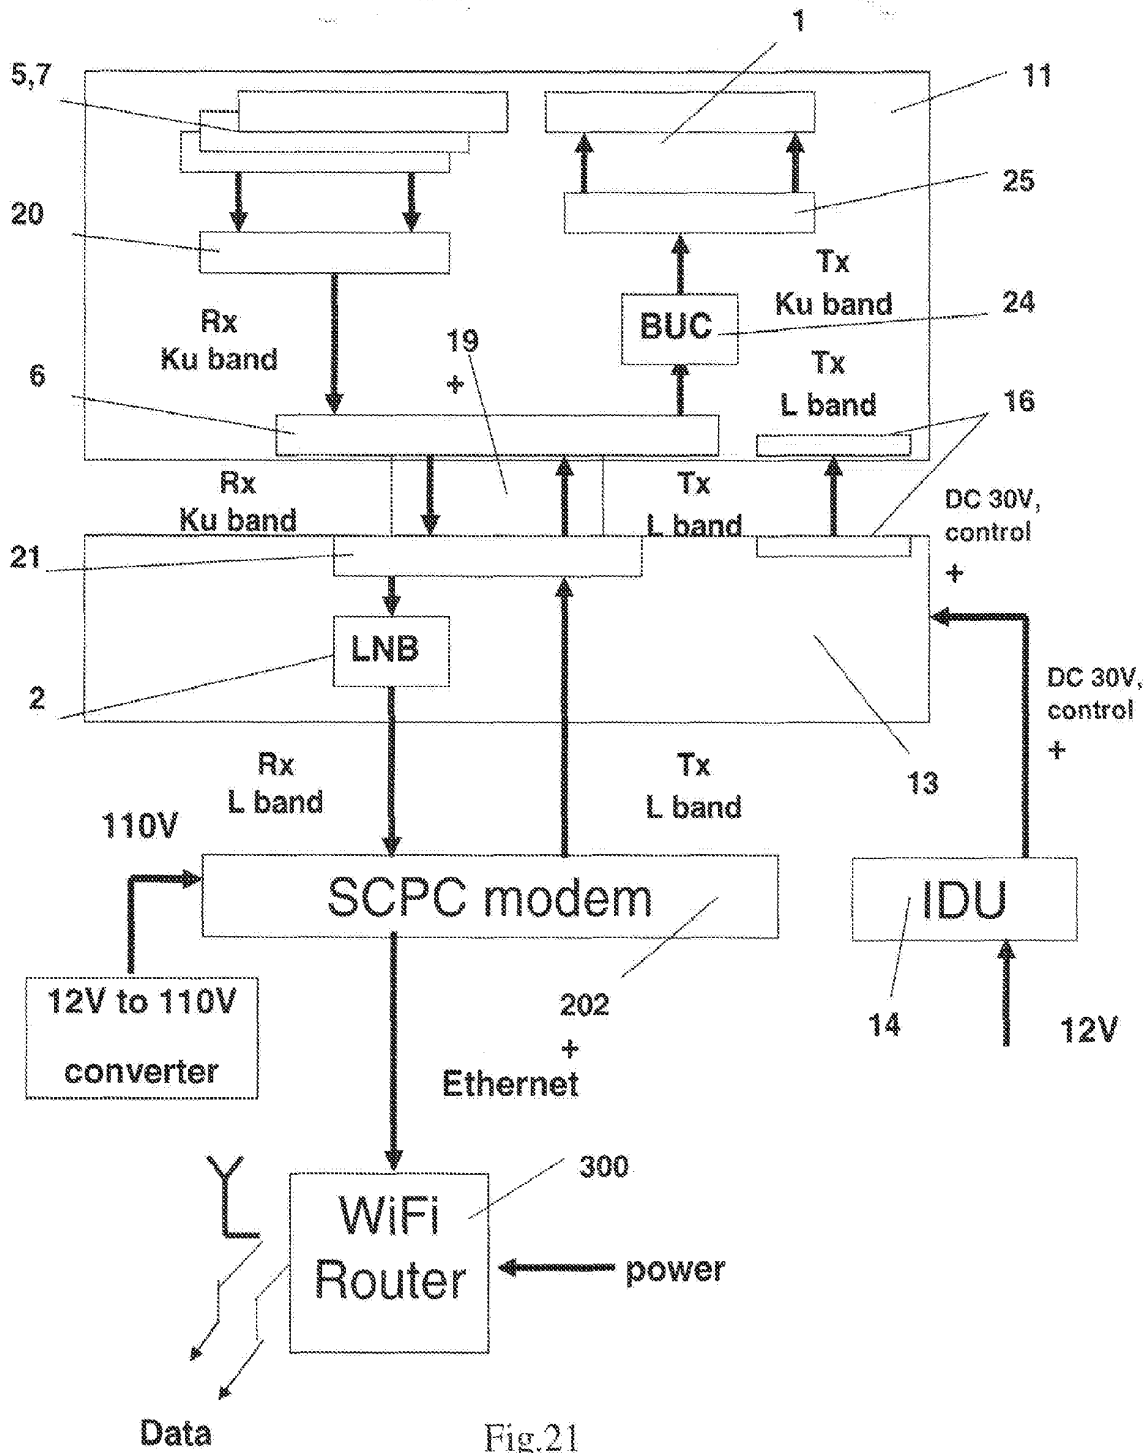 1
5,7
11
25
20
Tx
Ku band
24
BUC
Rx
Ku band
19
+
6
Tx
L band
16
Rx
Ku band
Tx
L band
DC 30V,
control
+
21
LNB
2
DC 30V,
control
+
13
Rx
L band
Tx
L band
110V
SCPC modem
IDU
12V to 110V
converter
202
+
Ethernet
14
12V
300
WiFi
Router
power
Data
Fig.21